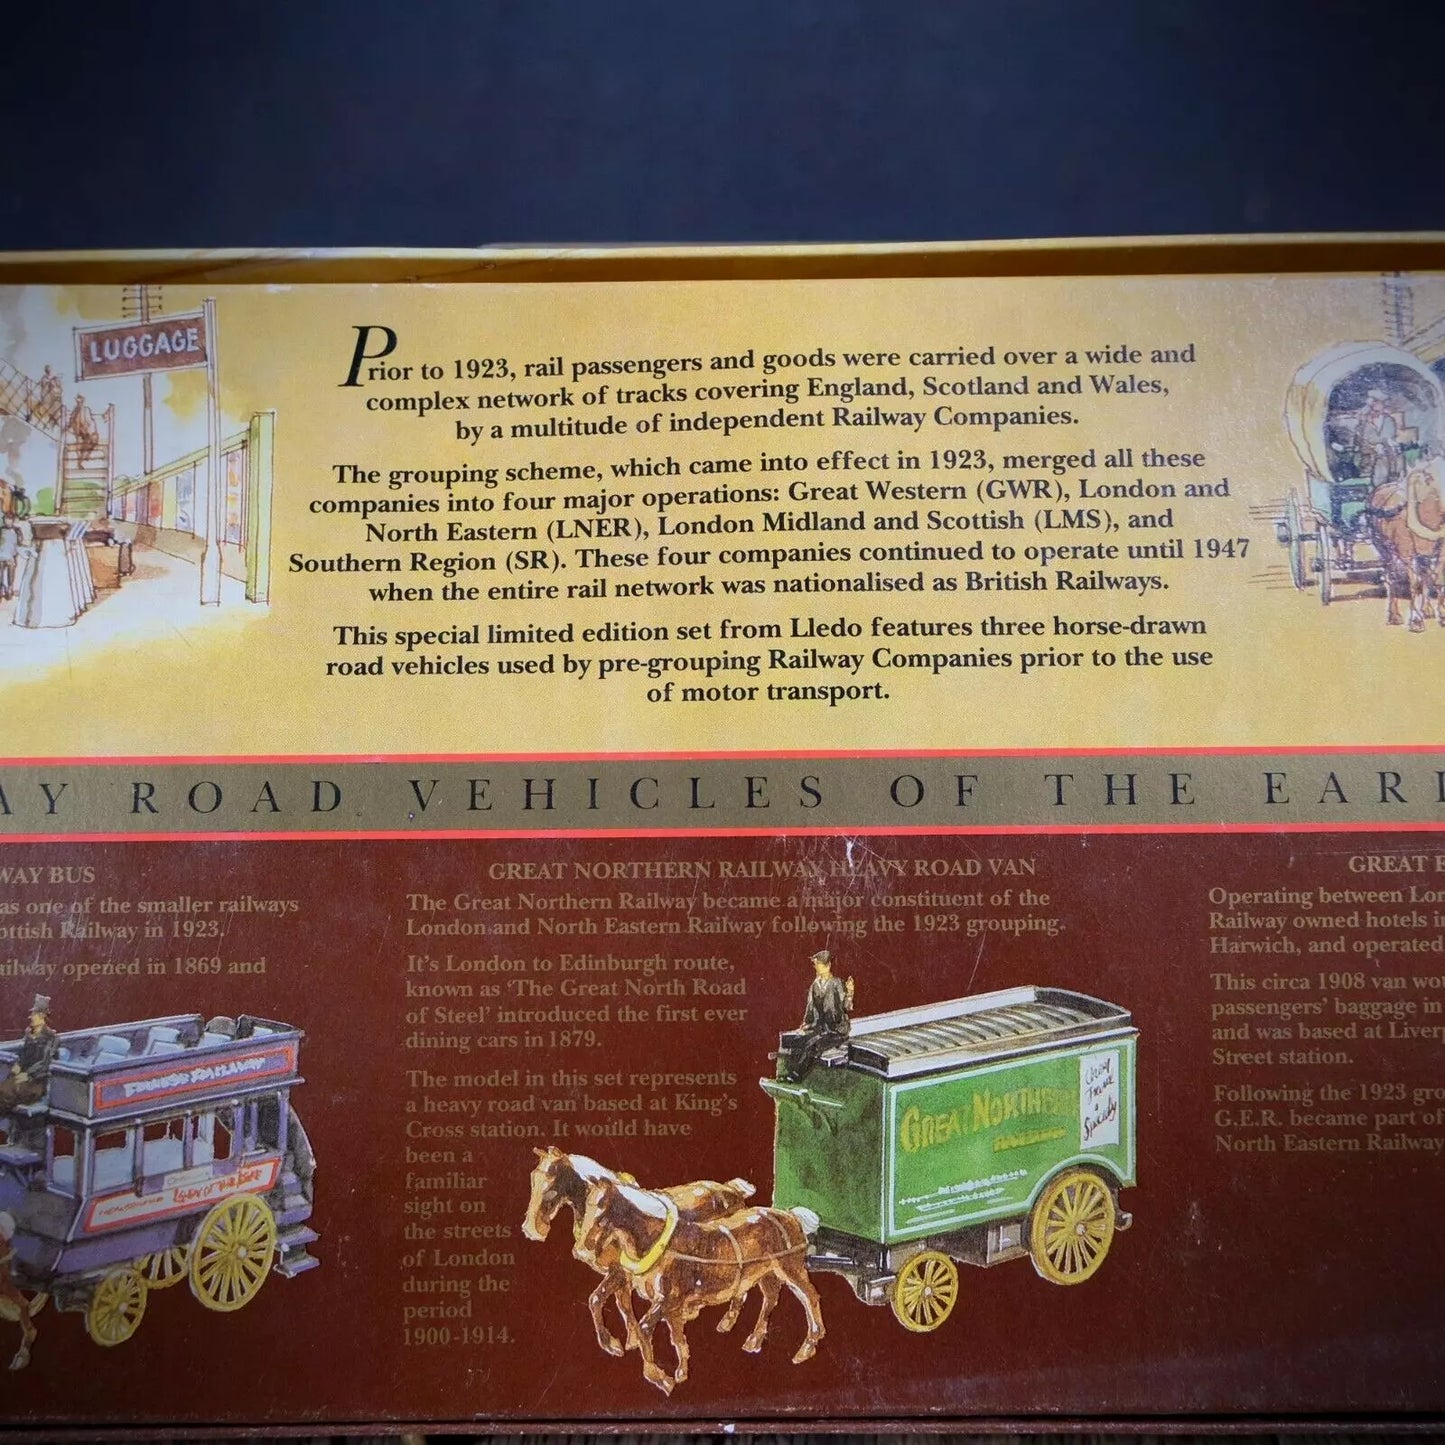 LUGGAGE
Prior to 1923, rail passengers and goods were carried over a wide and
complex network of tracks covering England, Scotland and Wales,
by a multitude of independent Railway Companies.
The grouping scheme, which came into effect in 1923, merged all these
companies into four major operations: Great Western (GWR), London and
North Eastern (LNER), London Midland and Scottish (LMS), and
Southern Region (SR). These four companies continued to operate until 1947
when the entire rail network was nationalised as British Railways.
This special limited edition set from Lledo features three horse-drawn
road vehicles used by pre-grouping Railway Companies prior to the use
of motor transport.
AY ROAD VEHICLES OF THE EARL
WAY BUS
as one of the smaller railways
ottish Railway in 1923.
ailway opened in 1869 and
GREAT NORTHERN RAILWAY HEAVY ROAD VAN
The Great Northern Railway became a major constituent of the
London and North Eastern Railway following the 1923 grouping.
It's London to Edinburgh route,
known as 'The Great North Road
of Steel' introduced the first ever
dining cars in 1879.
The model in this set represents
a heavy road van based at King's
Cross station. It would have
been a
familiar
sight on
the streets
of London
during the
period
1900-1914.
GREAT NORTHERN
GREAT E
Operating between Lon
Railway owned hotels in
Harwich, and operated
This circa 1908 van wou
passengers' baggage in
and was based at Liverp
Street station.
Following the 1923 gro
G.E.R. became part of
North Eastern Railway